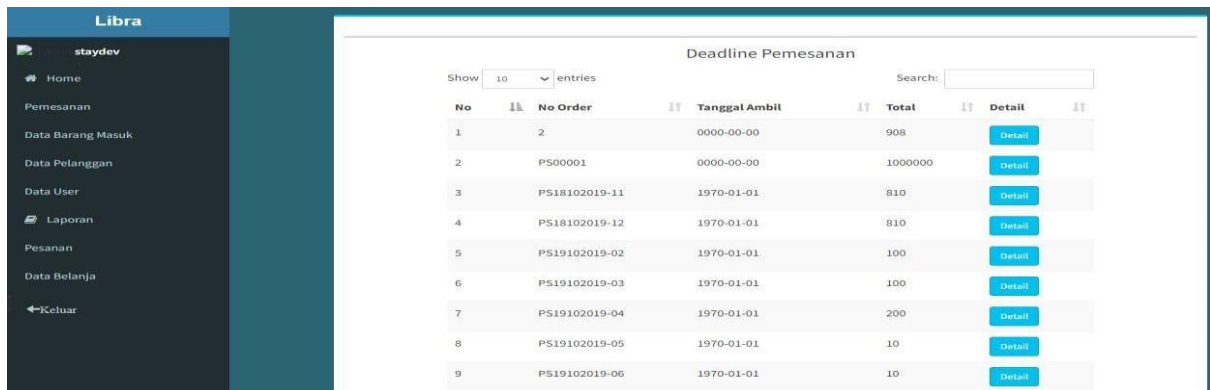 Libra
staydev
Home
Pemesanan
Data Barang Masuk
Data Pelanggan
Data User
Laporan
Pesanan
Data Belanja
Keluar
Deadline Pemesanan
Show 10 entries Search:
No No Order Tanggal Ambil Total Detail
1 2 0000-00-00 908 Detail
2 PS00001 0000-00-00 1000000 Detail
3 PS18102019-11 1970-01-01 810 Detail
4 PS18102019-12 1970-01-01 810 Detail
5 PS19102019-02 1970-01-01 100 Detail
6 PS19102019-03 1970-01-01 100 Detail
7 PS19102019-04 1970-01-01 200 Detail
8 PS19102019-05 1970-01-01 10 Detail
9 PS19102019-06 1970-01-01 10 Detail